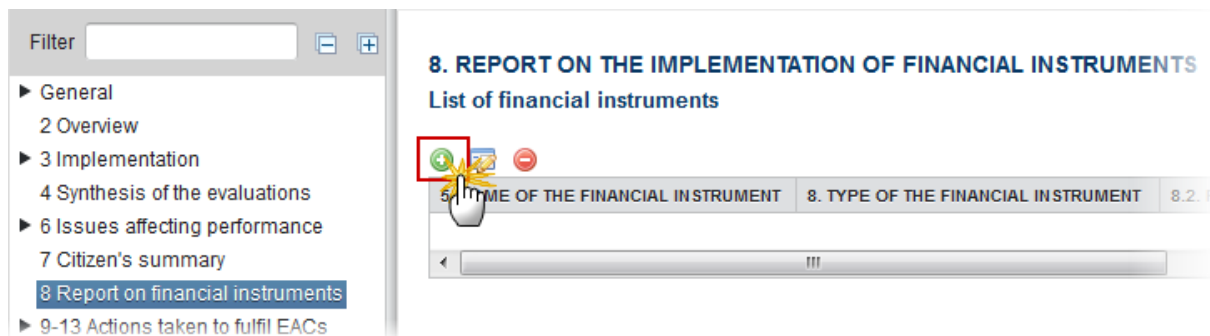 Filter
General
2 Overview
3 Implementation
4 Synthesis of the evaluations
6 Issues affecting performance
7 Citizen's summary
8 Report on financial instruments
9-13 Actions taken to fulfil EACs
8. REPORT ON THE IMPLEMENTATION OF FINANCIAL INSTRUMENTS
List of financial instruments
OF THE FINANCIAL INSTRUMENT 8. TYPE OF THE FINANCIAL INSTRUMENT 8.2.